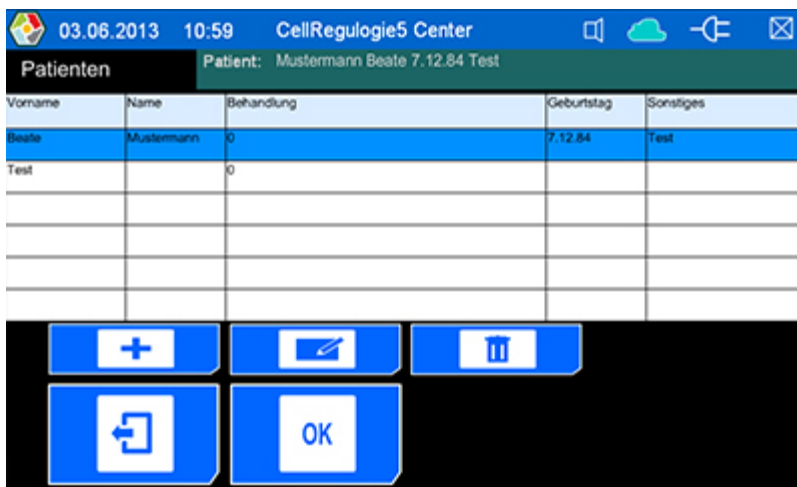 03.06.2013 10:59 CellRegulogie5 Center
Patienten
Patient: Mustermann Beate 7.12.84 Test
Vorname Name Behandlung Geburtstag Sonstiges
Beate Mustermann 0 7.12.84 Test
Test 0
OK